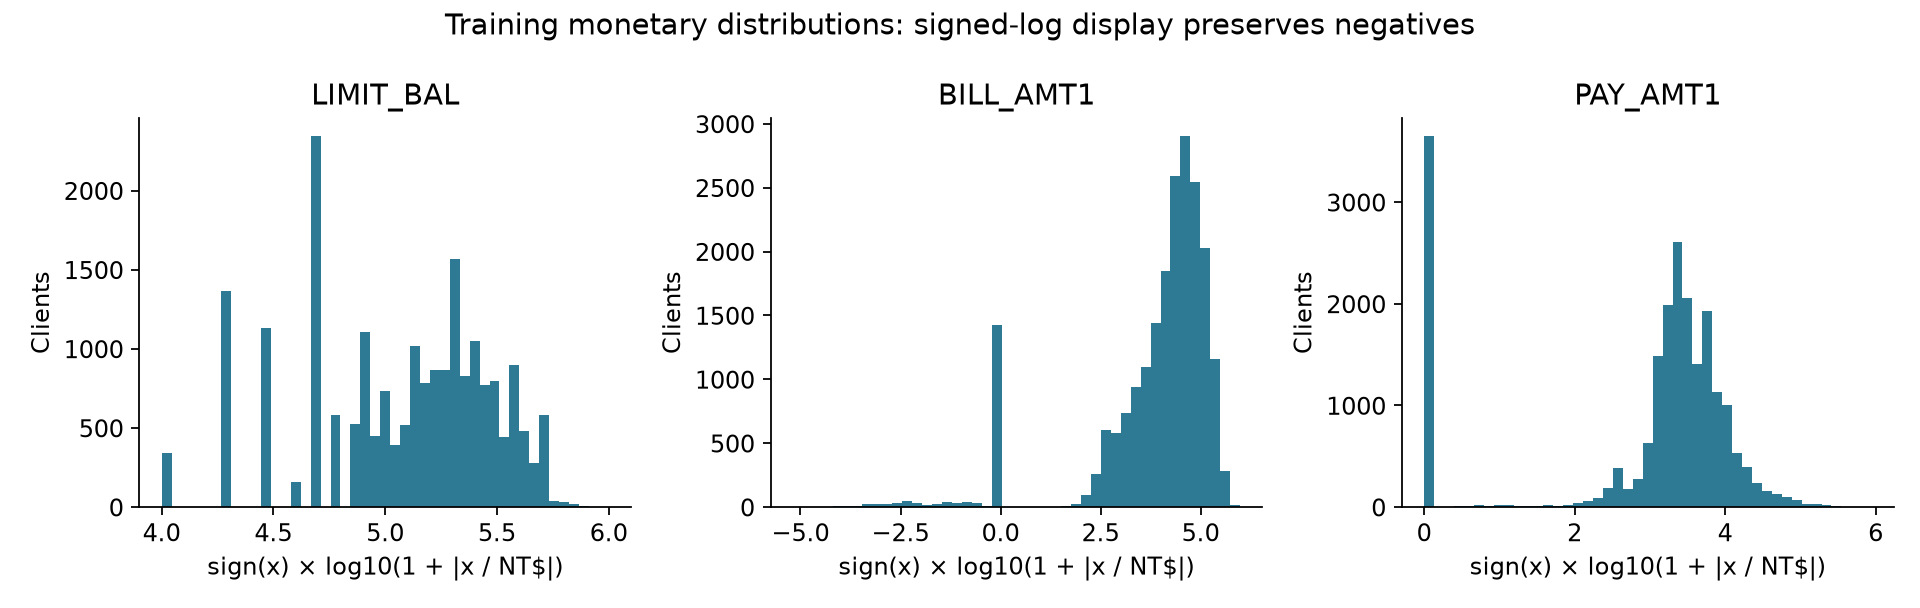 Training monetary distributions: signed-log display preserves negatives
LIMIT_BAL
Clients
2000
1500
1000
500
0
4.0 4.5 5.0 5.5 6.0
sign(x) × log10(1 + |x / NT$|)
BILL_AMT1
Clients
3000
2500
2000
1500
1000
500
0
−5.0 −2.5 0.0 2.5 5.0
sign(x) × log10(1 + |x / NT$|)
PAY_AMT1
Clients
3000
2000
1000
0
0 2 4 6
sign(x) × log10(1 + |x / NT$|)